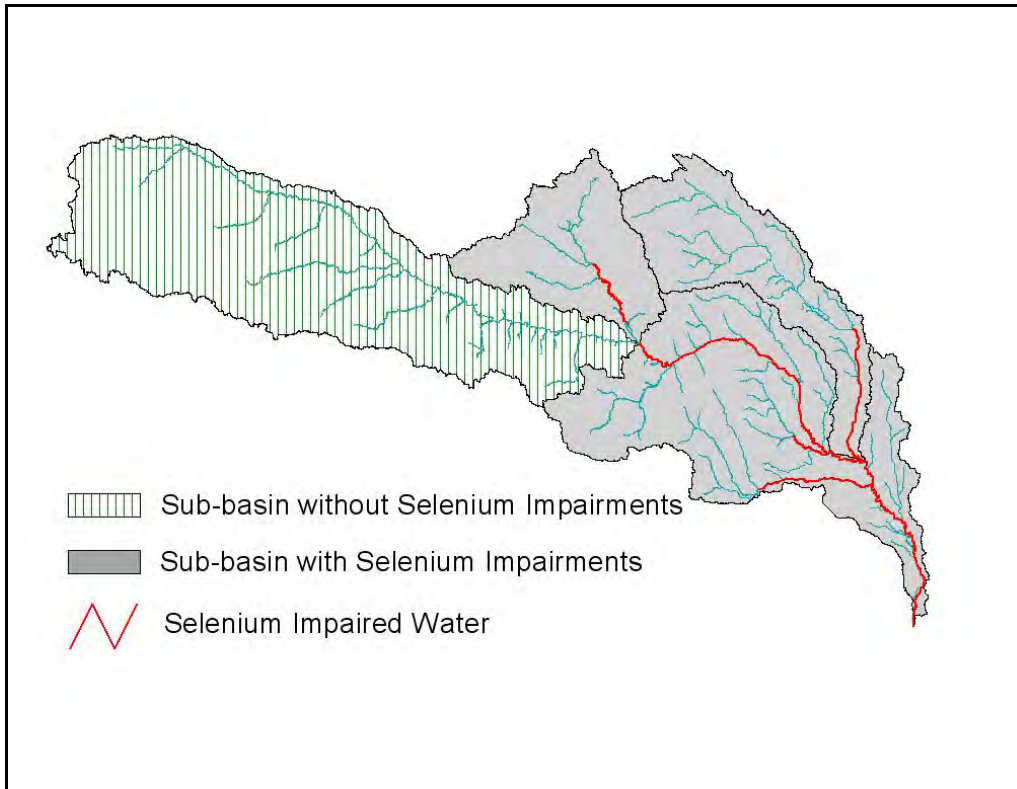 Sub-basin without Selenium Impairments
Sub-basin with Selenium Impairments
Selenium Impaired Water